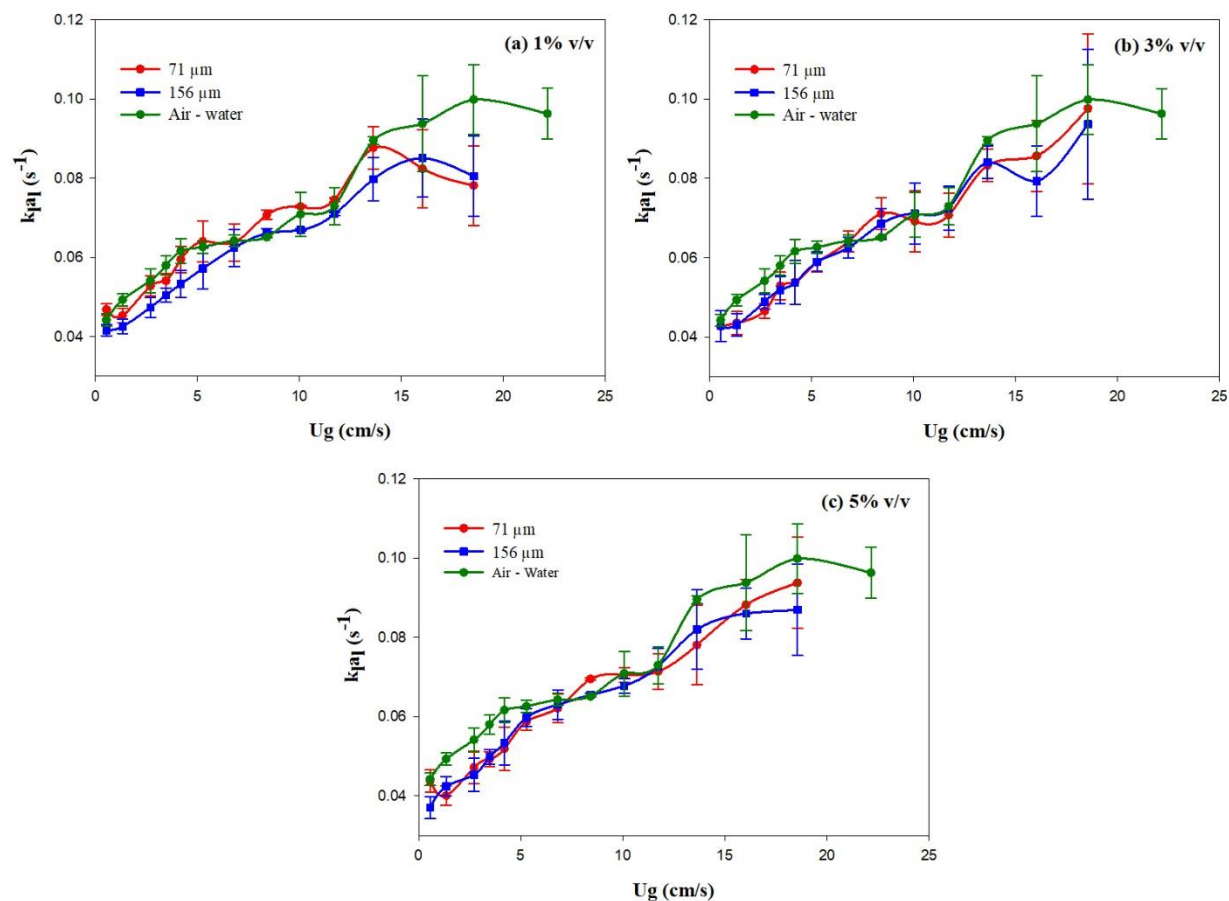 (a) 1% v/v
71 µm
156 µm
Air - water
0.12
0.10
0.08
0.06
0.04
k_la_l (s⁻¹)
0 5 10 15 20 25
Ug (cm/s)
(b) 3% v/v
71 µm
156 µm
Air - water
0.12
0.10
0.08
0.06
0.04
k_la_l (s⁻¹)
0 5 10 15 20 25
Ug (cm/s)
(c) 5% v/v
71 µm
156 µm
Air - Water
0.12
0.10
0.08
0.06
0.04
k_la_l (s⁻¹)
0 5 10 15 20 25
Ug (cm/s)